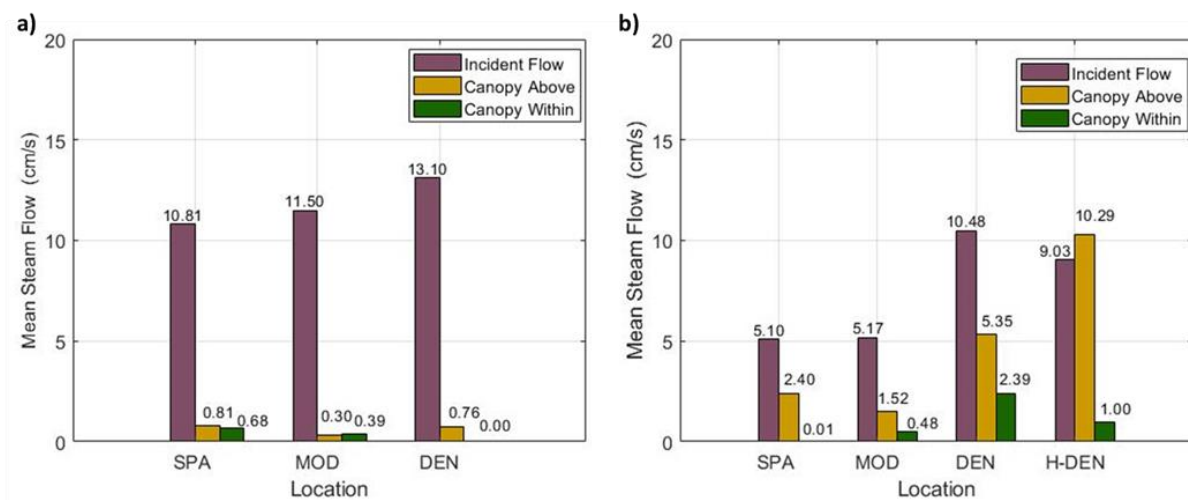 a)
Mean Steam Flow (cm/s)
20
15
10
5
0
Incident Flow
Canopy Above
Canopy Within
10.81
0.81
0.68
11.50
0.30
0.39
13.10
0.76
0.00
SPA MOD DEN
Location
b)
Mean Steam Flow (cm/s)
20
15
10
5
0
Incident Flow
Canopy Above
Canopy Within
5.10
2.40
0.01
5.17
1.52
0.48
10.48
5.35
2.39
9.03
10.29
1.00
SPA MOD DEN H-DEN
Location